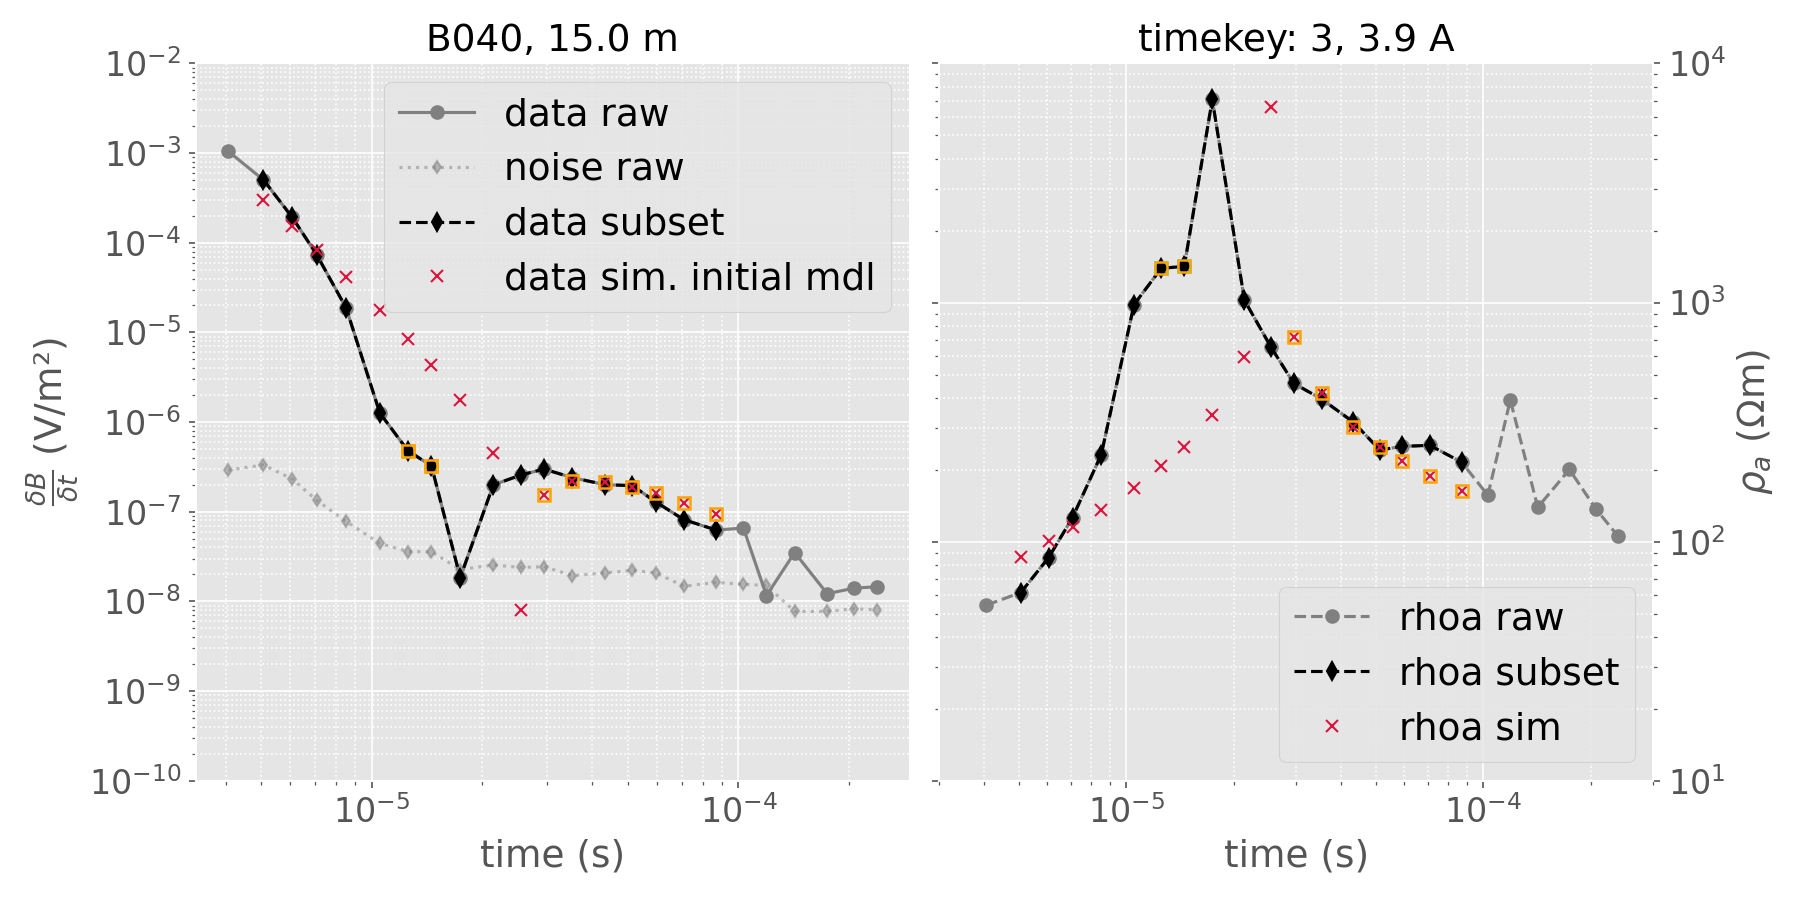 B040, 15.0 m
timekey: 3, 3.9 A
10⁻²
10⁻³
10⁻⁴
10⁻⁵
10⁻⁶
10⁻⁷
10⁻⁸
10⁻⁹
10⁻¹⁰
δB/δt (V/m²)
data raw
noise raw
data subset
data sim. initial mdl
10⁻⁵
10⁻⁴
time (s)
10⁴
10³
10²
10¹
ρₐ (Ωm)
rhoa raw
rhoa subset
rhoa sim
10⁻⁵
10⁻⁴
time (s)